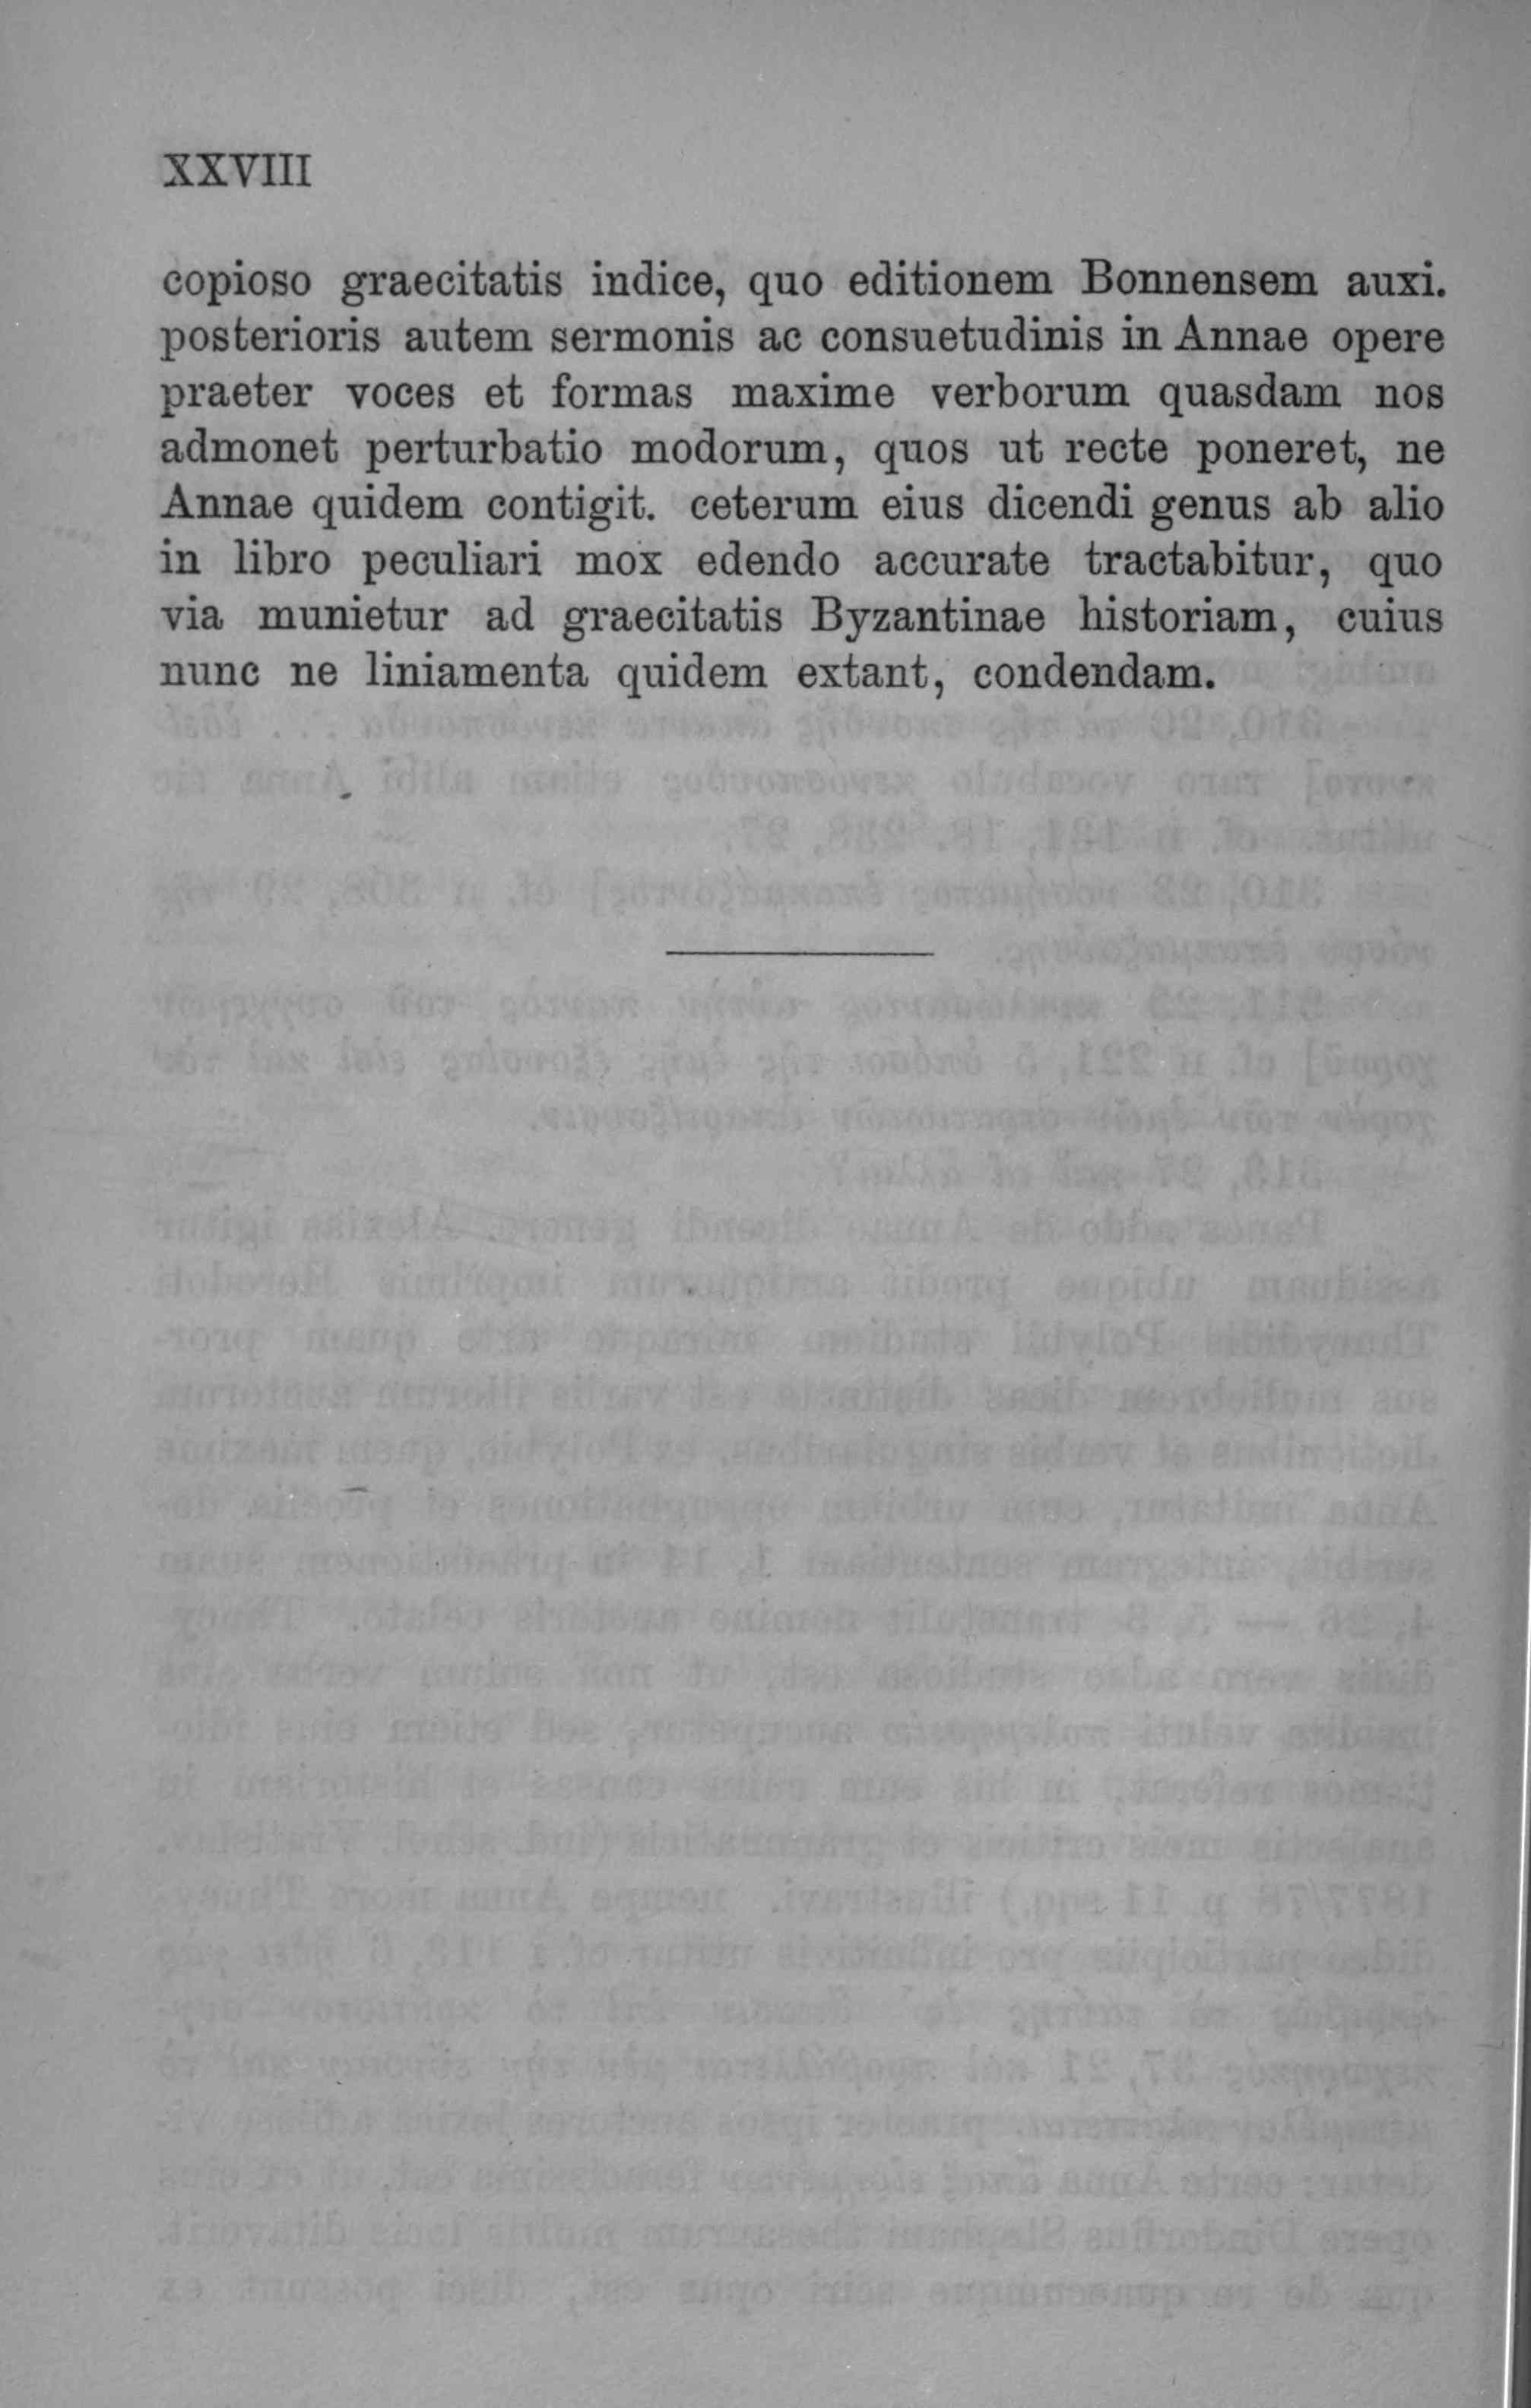 XXVIII
copioso graecitatis indice, quo editionem Bonnensem auxi.
posterioris autem sermonis ac consuetudinis in Annae opere
praeter voces et formas maxime verborum quasdam nos
admonet perturbatio modorum, quos ut recte poneret, ne
Annae quidem contigit. ceterum eius dicendi genus ab alio
in libro peculiari mox edendo accurate tractabitur, quo
via munietur ad graecitatis Byzantinae historiam, cuius
nunc ne liniamenta quidem extant, condendam.